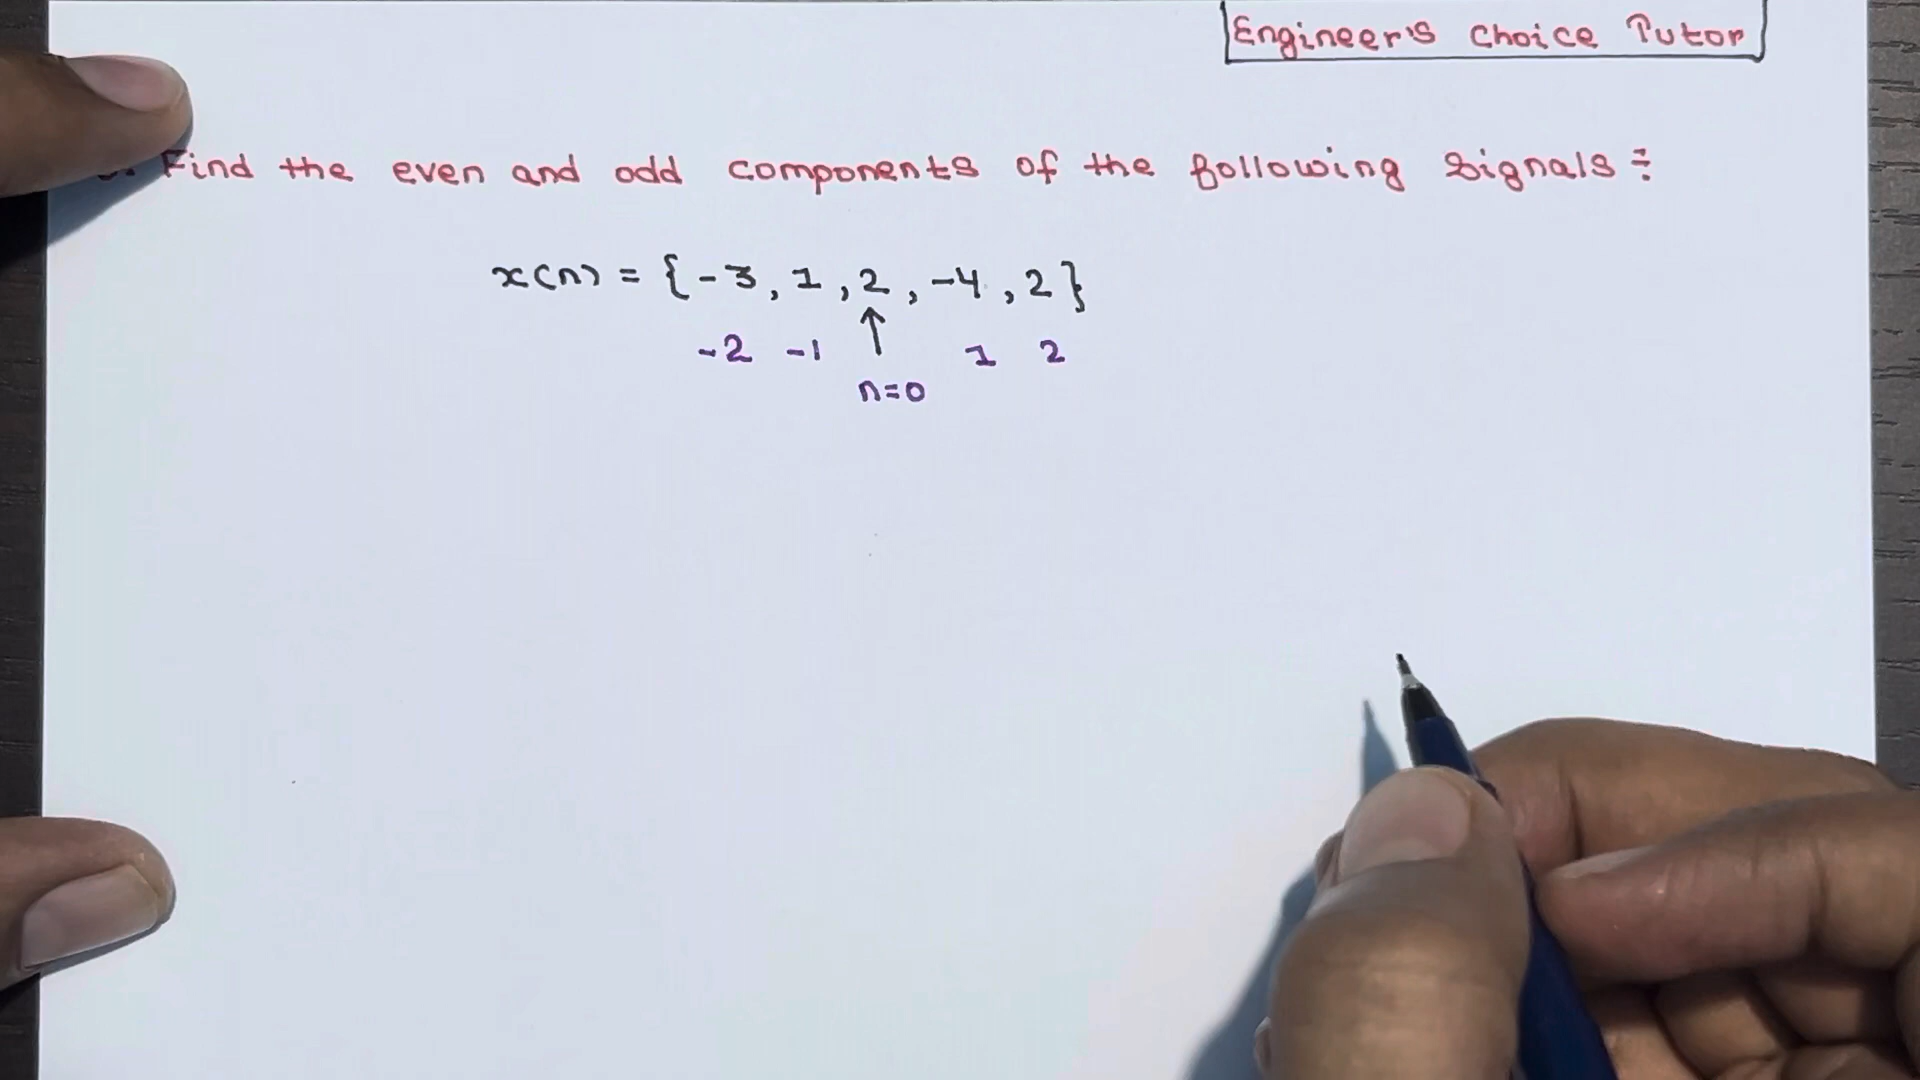 Engineer's Choice Tutor
Find the even and odd components of the following signals:
x(n) = {-3, 1, 2, -4, 2}
↑
-2 -1 1 2
n=0